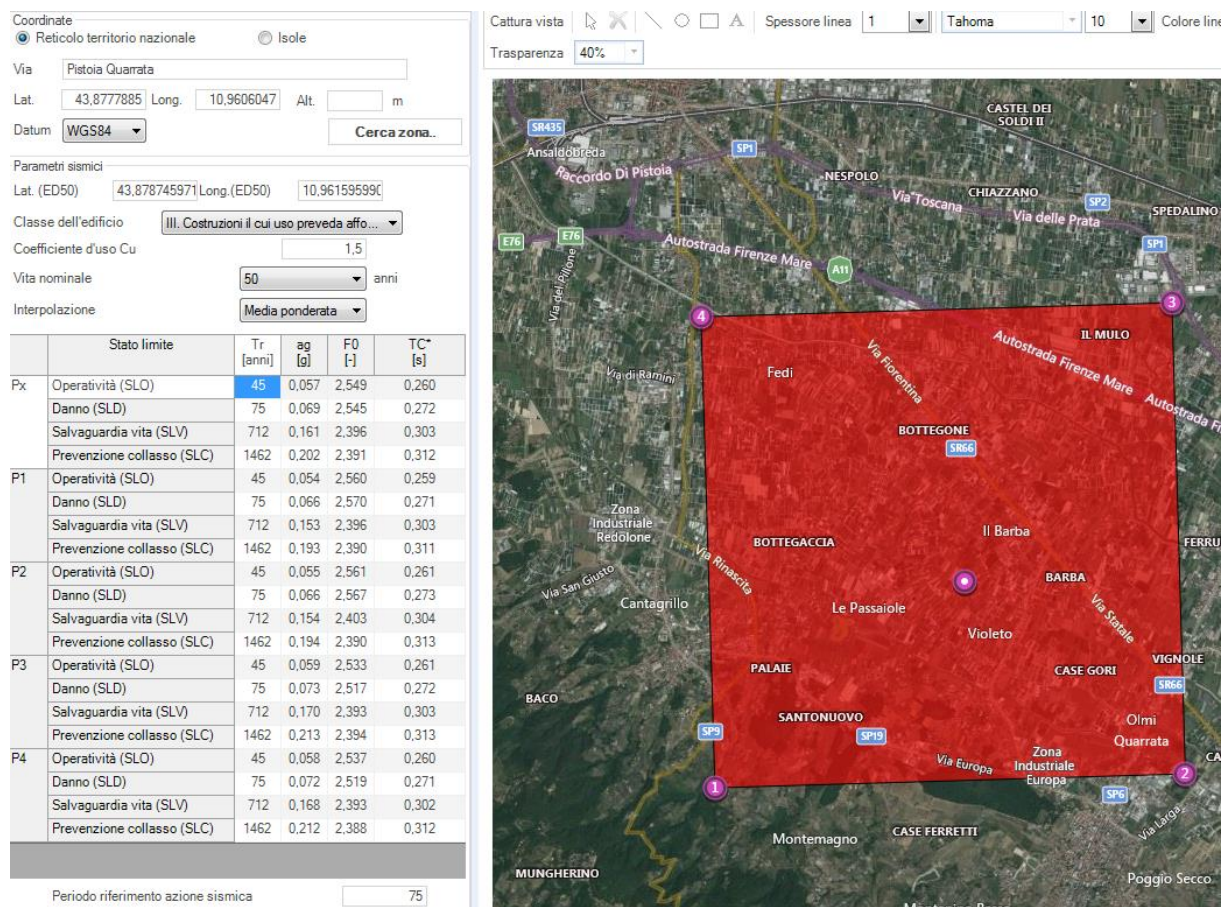 Coordinate
Reticolo territorio nazionale Isole
Via Pistoia Quarrata
Lat. 43,8777885 Long. 10,9606047 Alt. m
Datum WGS84 Cerca zona..
Parametri sismici
Lat. (ED50) 43,878745971 Long.(ED50)
Classe dell'edificio III. Costruzioni il cui uso preveda affo...
Coefficiente d'uso Cu 1,5
Vita nominale 50 anni
Interpolazione Media ponderata
Stato limite Tr [anni] ag [g] F0 [-] TC* [s]
Px Operatività (SLO) 45 0,057 2,549 0,260
Danno (SLD) 75 0,069 2,545 0,272
Salvaguardia vita (SLV) 712 0,161 2,396 0,303
Prevenzione collasso (SLC) 1462 0,202 2,391 0,312
P1 Operatività (SLO) 45 0,054 2,560 0,259
Danno (SLD) 75 0,066 2,570 0,271
Salvaguardia vita (SLV) 712 0,153 2,396 0,303
Prevenzione collasso (SLC) 1462 0,193 2,390 0,311
P2 Operatività (SLO) 45 0,055 2,561 0,261
Danno (SLD) 75 0,066 2,567 0,273
Salvaguardia vita (SLV) 712 0,154 2,403 0,304
Prevenzione collasso (SLC) 1462 0,194 2,390 0,313
P3 Operatività (SLO) 45 0,059 2,533 0,261
Danno (SLD) 75 0,073 2,517 0,272
Salvaguardia vita (SLV) 712 0,170 2,393 0,303
Prevenzione collasso (SLC) 1462 0,213 2,394 0,313
P4 Operatività (SLO) 45 0,058 2,537 0,260
Danno (SLD) 75 0,072 2,519 0,271
Salvaguardia vita (SLV) 712 0,168 2,393 0,302
Prevenzione collasso (SLC) 1462 0,212 2,388 0,312
Periodo riferimento azione sismica 75
Cattura vista A Spessore linea 1 Tahoma 10 Colore line
Trasparenza 40%
CASTEL DEI
SOLDI II
SR435
Ansaldobreda
SP1
Raccordo Di Pistoia
NESPOLO
CHIAZZANO
Via Toscana
SP2
Via delle Prata
SPEDALINO
E76
E76
SP1
Autostrada Firenze Mare
A11
Via del Pillone
4
3
IL MULO
Via Fiorentina
Autostrada Firenze Mare
Via di Ramini
Fedi
Autostrada F
BOTTEGONE
SR66
Zona
Industriale
Redolone
Il Barba
BOTTEGACCIA
FERRU
Via Rinascita
Via San Giusto
BARBA
Cantagrillo
Le Passaiole
Via Statale
Violeto
VIGNOLE
PALAIE
CASE GORI
SR66
BACO
SANTONUOVO
Olmi
SP9
SP19
Quarrata
Zona
Industriale
Europa
CA
Via Europa
1
2
SP6
Via Larga
Montemagno
CASE FERRETTI
MUNGHERINO
Poggio Secco